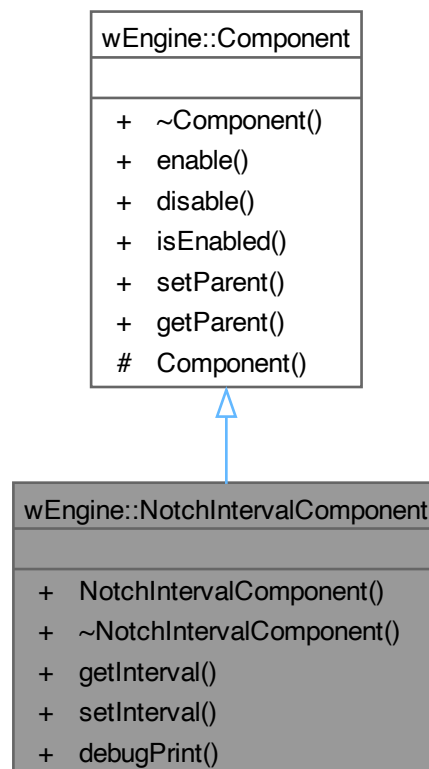 wEngine::Component
+ ~Component()
+ enable()
+ disable()
+ isEnabled()
+ setParent()
+ getParent()
# Component()
wEngine::NotchIntervalComponent
+ NotchIntervalComponent()
+ ~NotchIntervalComponent()
+ getInterval()
+ setInterval()
+ debugPrint()